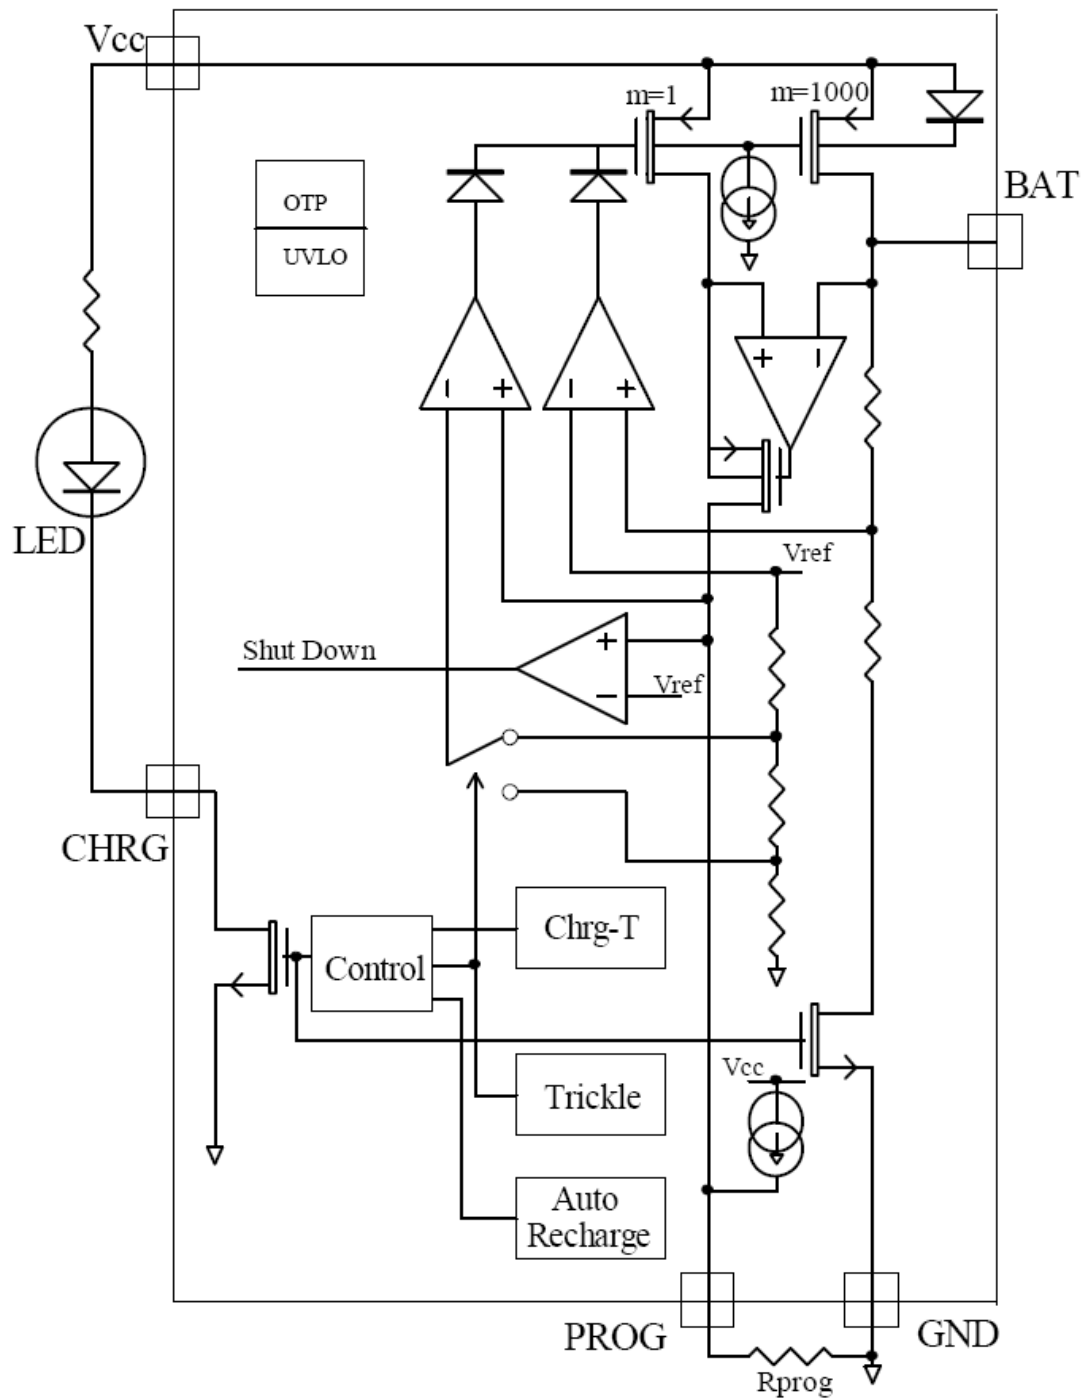 Vcc
m=1
m=1000
OTP
UVLO
BAT
LED
Vref
Shut Down
Vref
CHRG
Chrg-T
Control
Vcc
Trickle
Auto
Recharge
PROG
GND
Rprog